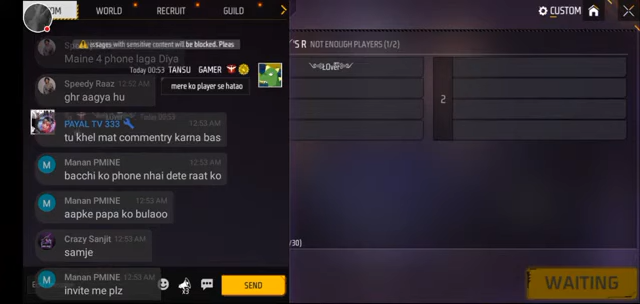 WORLD
RECRUIT
GUILD
CUSTOM
messages with sensitive content will be blocked. Pleas
Maine 4 phone laga Diya
NOT ENOUGH PLAYERS (1/2)
Today 00:53 TANSU GAMER
mere ko player se hatao
Speedy Raaz 12:52 AM
ghr aagya hu
2
PAYAL TV 333
tu khel mat commentry karna bas
Manan PMINE 12:53 AM
bacchi ko phone nhai dete raat ko
Manan PMINE 12:53 AM
aapke papa ko bulaoo
Crazy Sanjit 12:53 AM
samje
Manan PMINE 12:53 AM
invite me plz
x3
SEND
/30)
WAITING